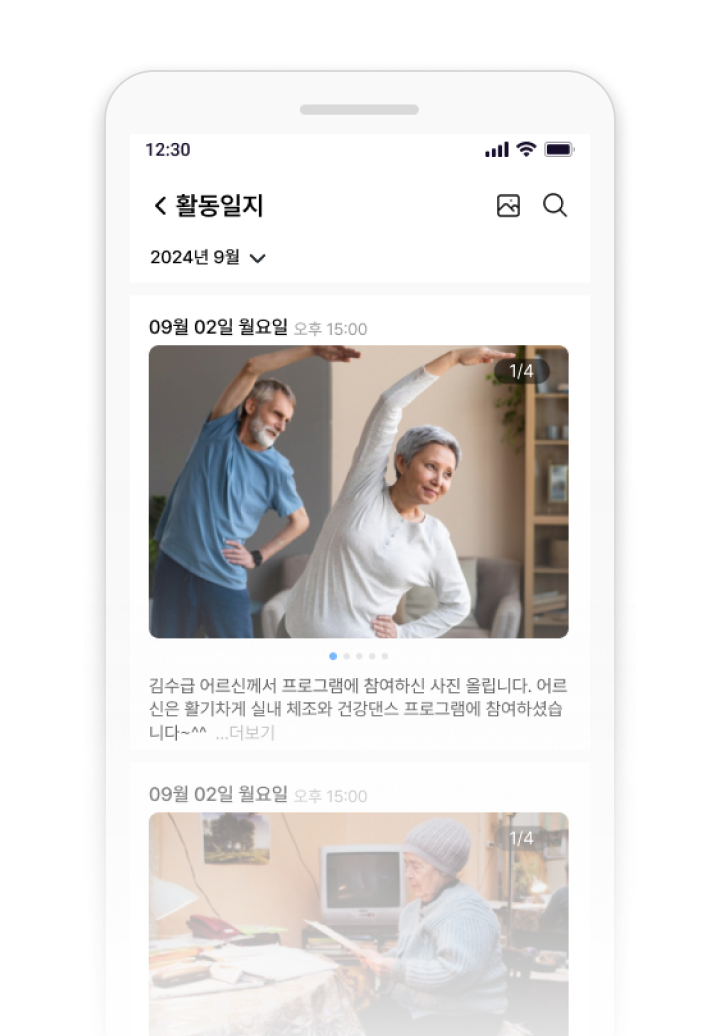 12:30
활동일지
2024년 9월
09월 02일 월요일 오후 15:00
1/4
김수급 어르신께서 프로그램에 참여하신 사진 올립니다. 어르
신은 활기차게 실내 체조와 건강댄스 프로그램에 참여하셨습
니다~^^ ...더보기
09월 02일 월요일 오후 15:00
1/4